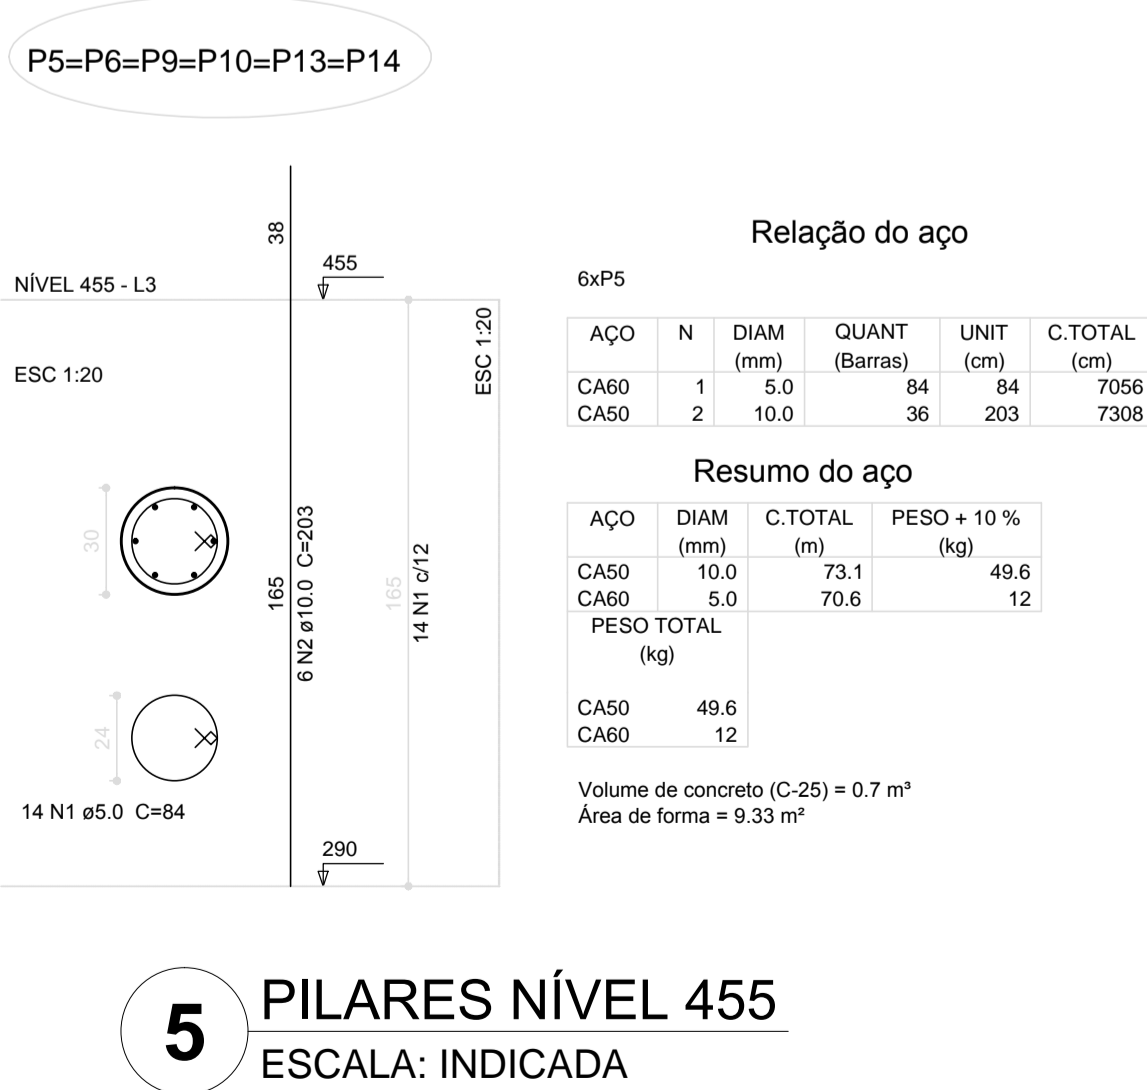 P5=P6=P9=P10=P13=P14
38
455
NÍVEL 455 - L3
ESC 1:20
ESC 1:20
30
165
6 N2 ø10.0 C=203
165
14 N1 c/12
24
14 N1 ø5.0 C=84
290
Relação do aço
6xP5
AÇO N DIAM QUANT UNIT C.TOTAL
(mm) (Barras) (cm) (cm)
CA60 1 5.0 84 84 7056
CA50 2 10.0 36 203 7308
Resumo do aço
AÇO DIAM C.TOTAL PESO + 10 %
(mm) (m) (kg)
CA50 10.0 73.1 49.6
CA60 5.0 70.6 12
PESO TOTAL
(kg)
CA50 49.6
CA60 12
Volume de concreto (C-25) = 0.7 m³
Área de forma = 9.33 m²
5
PILARES NÍVEL 455
ESCALA: INDICADA